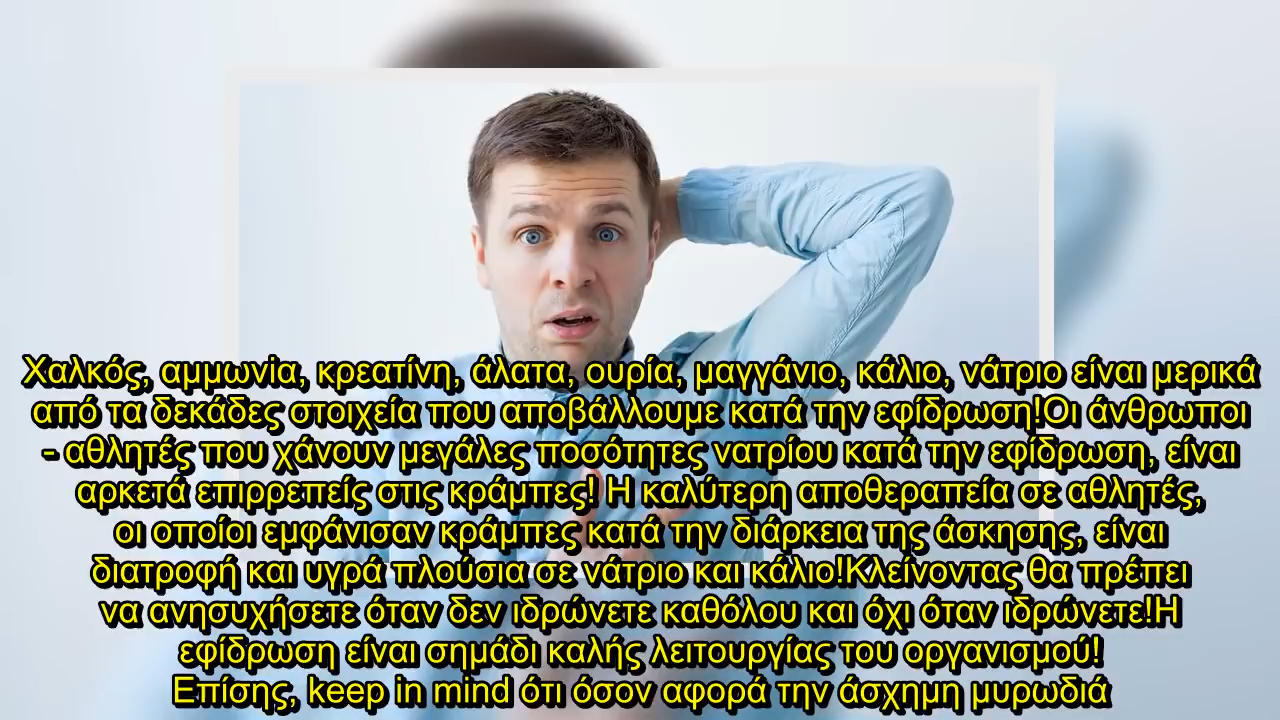 Χαλκός, αμμωνία, κρεατίνη, άλατα, ουρία, μαγγάνιο, κάλιο, νάτριο είναι μερικά
από τα δεκάδες στοιχεία που αποβάλλουμε κατά την εφίδρωση!Οι άνθρωποι
- αθλητές που χάνουν μεγάλες ποσότητες νατρίου κατά την εφίδρωση, είναι
αρκετά επιρρεπείς στις κράμπες! Η καλύτερη αποθεραπεία σε αθλητές,
οι οποίοι εμφάνισαν κράμπες κατά την διάρκεια της άσκησης, είναι
διατροφή και υγρά πλούσια σε νάτριο και κάλιο!Κλείνοντας θα πρέπει
να ανησυχήσετε όταν δεν ιδρώνετε καθόλου και όχι όταν ιδρώνετε!Η
εφίδρωση είναι σημάδι καλής λειτουργίας του οργανισμού!
Επίσης, keep in mind ότι όσον αφορά την άσχημη μυρωδιά